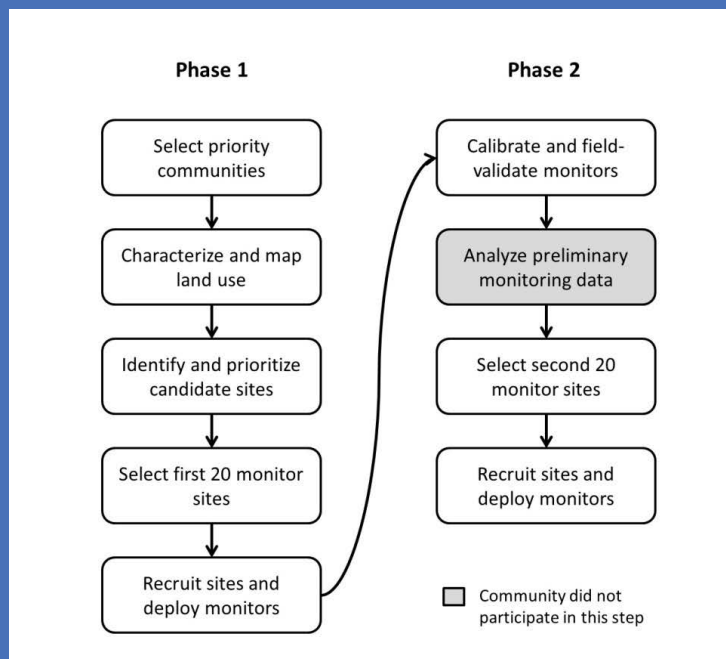 Phase 1
Select priority
communities
Characterize and map
land use
Identify and prioritize
candidate sites
Select first 20 monitor
sites
Recruit sites and
deploy monitors
Phase 2
Calibrate and field-
validate monitors
Analyze preliminary
monitoring data
Select second 20
monitor sites
Recruit sites and
deploy monitors
Community did not
participate in this step